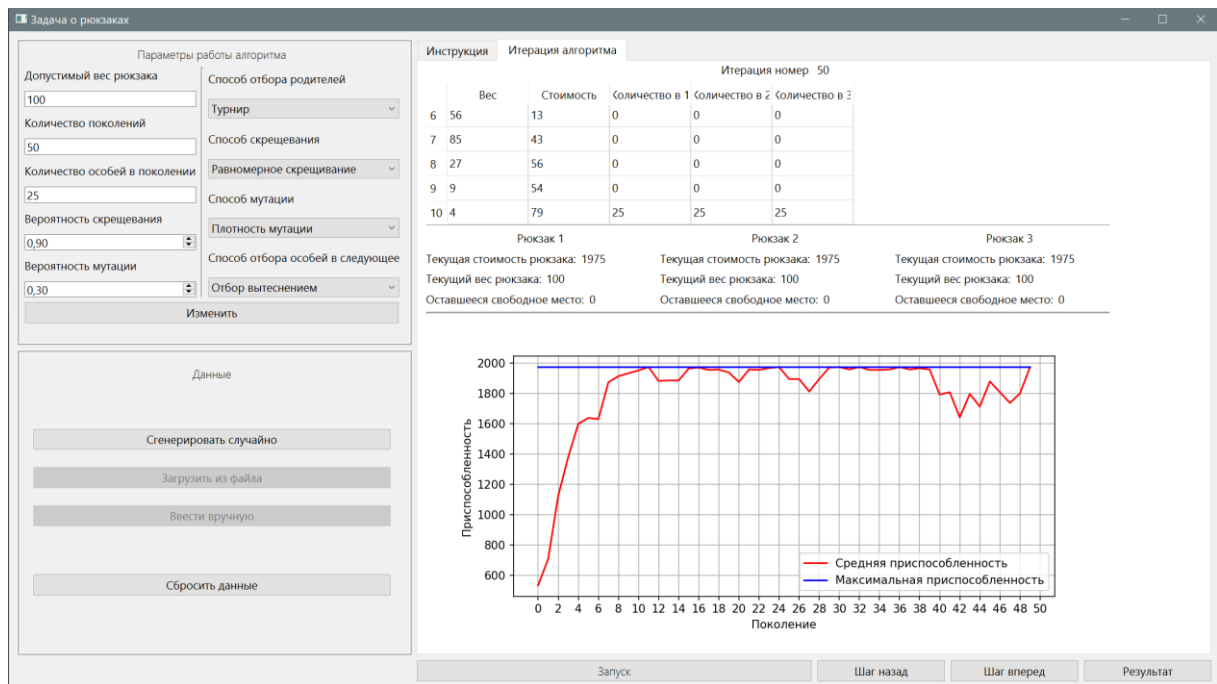 Задача о рюкзаках
Параметры работы алгоритма
Допустимый вес рюкзака
100
Количество поколений
50
Количество особей в поколении
25
Вероятность скрещевания
0,90
Вероятность мутации
0,30
Способ отбора родителей
Турнир
Способ скрещевания
Равномерное скрещивание
Способ мутации
Плотность мутации
Способ отбора особей в следующее
Отбор вытеснением
Изменить
Данные
Сгенерировать случайно
Загрузить из файла
Ввести вручную
Сбросить данные
Инструкция Итерация алгоритма
Итерация номер 50
Вес Стоимость Количество в 1 Количество в 2 Количество в 3
6 56 13 0 0 0
7 85 43 0 0 0
8 27 56 0 0 0
9 9 54 0 0 0
10 4 79 25 25 25
Рюкзак 1 Рюкзак 2 Рюкзак 3
Текущая стоимость рюкзака: 1975 Текущая стоимость рюкзака: 1975 Текущая стоимость рюкзака: 1975
Текущий вес рюкзака: 100 Текущий вес рюкзака: 100 Текущий вес рюкзака: 100
Оставшееся свободное место: 0 Оставшееся свободное место: 0 Оставшееся свободное место: 0
Приспособленность
2000
1800
1600
1400
1200
1000
800
600
Средняя приспособленность
Максимальная приспособленность
0 2 4 6 8 10 12 14 16 18 20 22 24 26 28 30 32 34 36 38 40 42 44 46 48 50
Поколение
Запуск Шаг назад Шаг вперед Результат